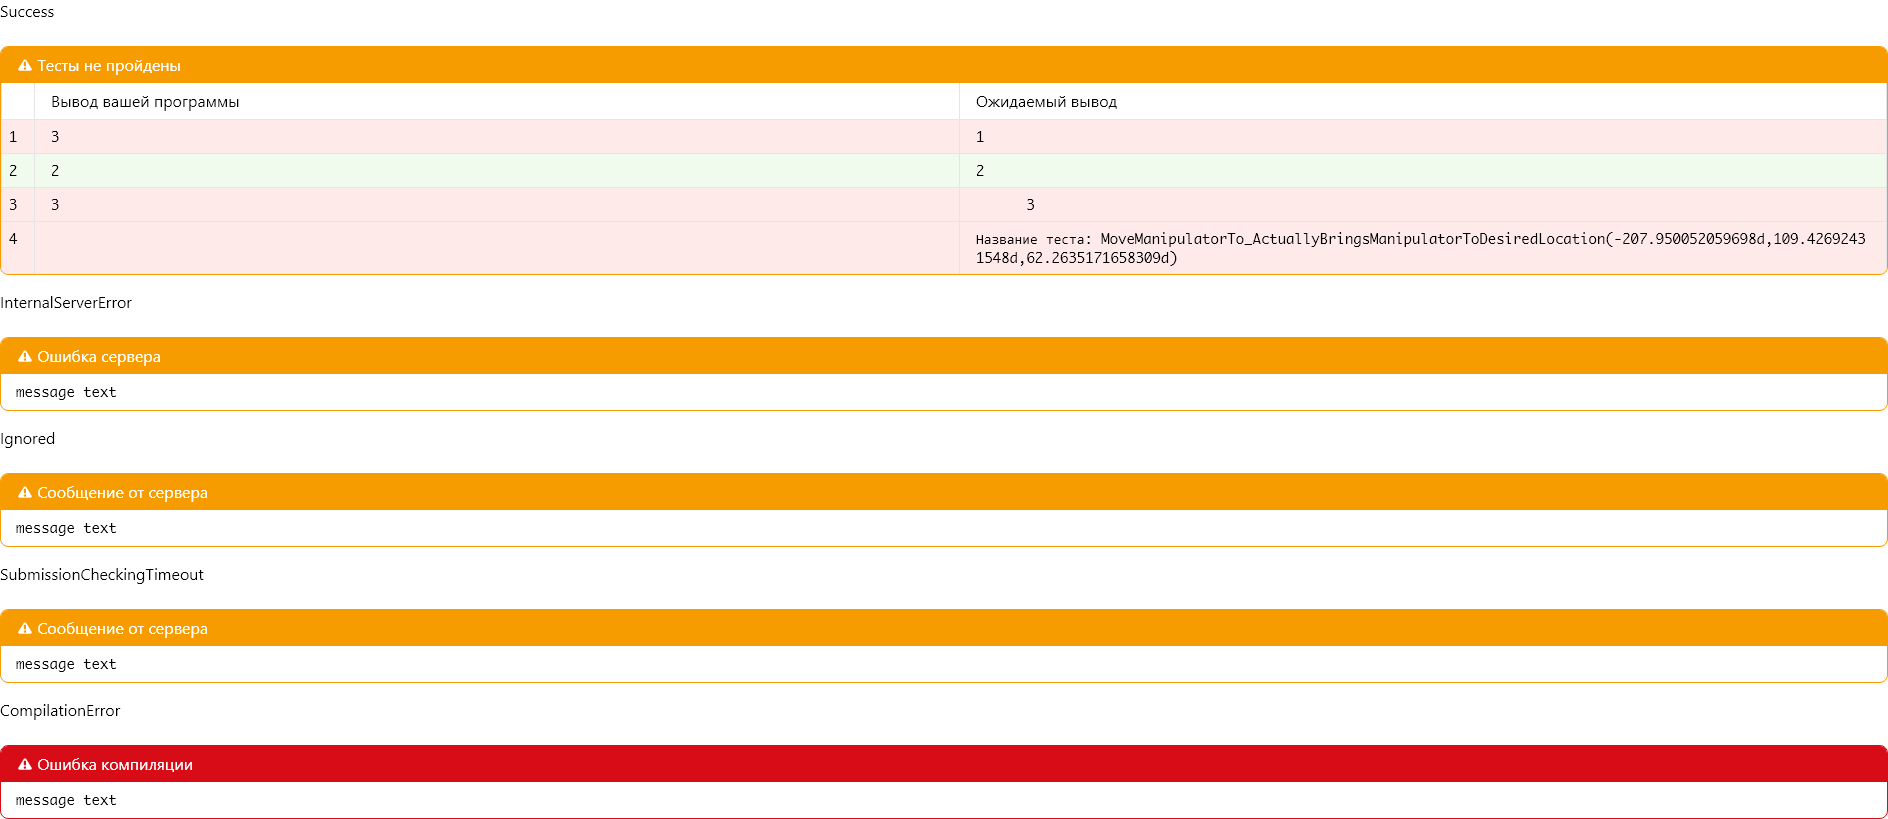 Success
Тесты не пройдены
Вывод вашей программы Ожидаемый вывод
1 3 1
2 2 2
3 3 3
4 Название теста: MoveManipulatorTo_ActuallyBringsManipulatorToDesiredLocation(-207.950052059698d,109.4269243
1548d,62.2635171658309d)
InternalServerError
Ошибка сервера
message text
Ignored
Сообщение от сервера
message text
SubmissionCheckingTimeout
Сообщение от сервера
message text
CompilationError
Ошибка компиляции
message text